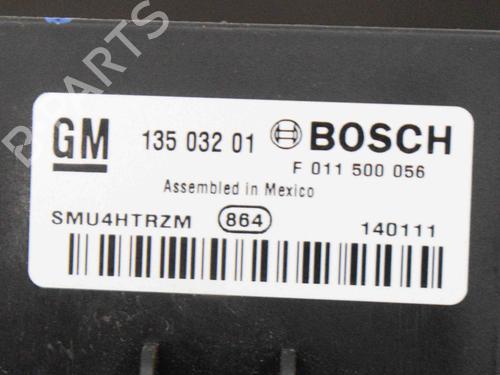 B-PARTS
GM 135 032 01 BOSCH
F 011 500 056
Assembled in Mexico
SMU4HTRZM 864 140111